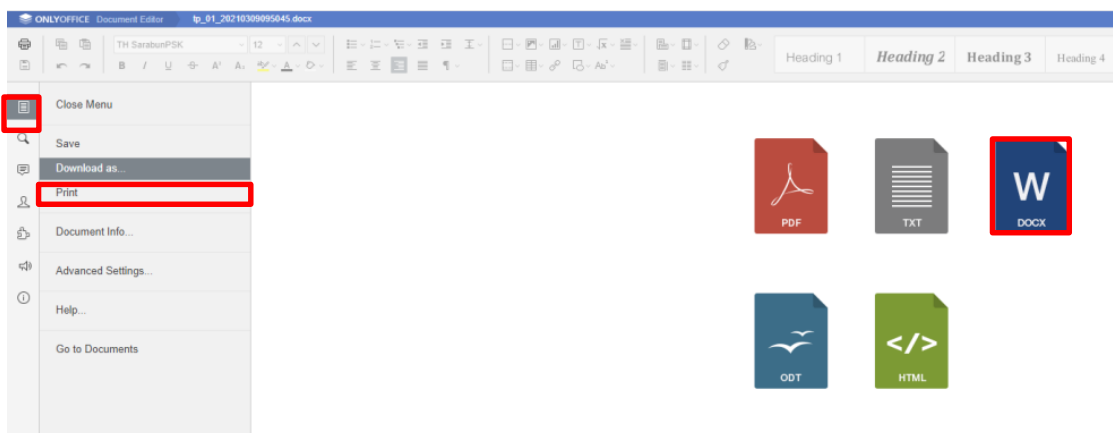 ONLYOFFICE Document Editor tp_01_20210309095045.docx
TH SarabunPSK 12
B I U
Heading 1 Heading 2 Heading 3 Heading 4
Close Menu
Save
Download as...
Print
Document Info...
Advanced Settings...
Help...
Go to Documents
PDF TXT W DOCX
ODT </> HTML